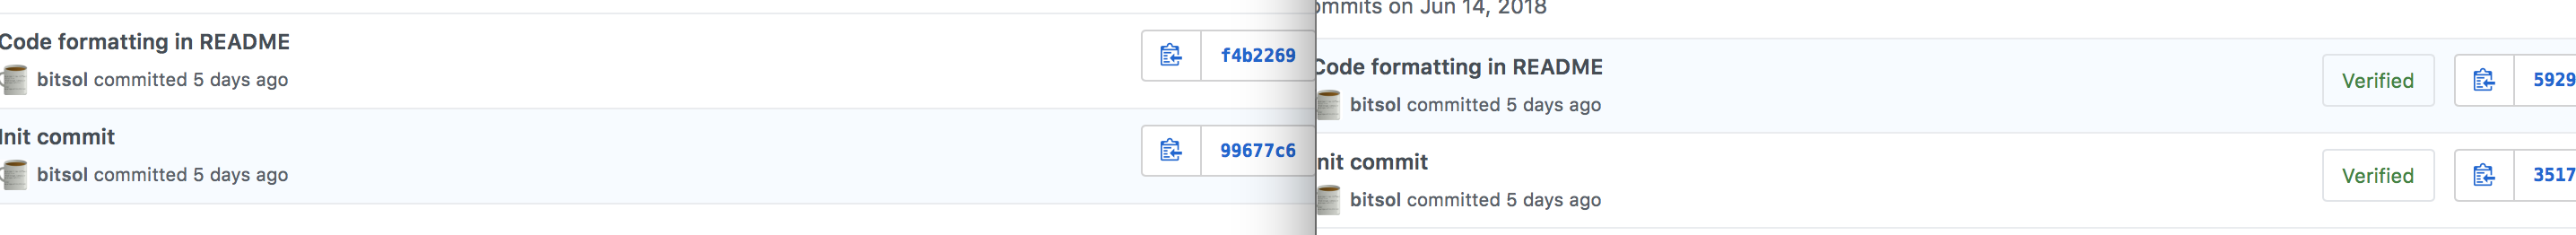 Code formatting in README
bitsol committed 5 days ago
f4b2269
Init commit
bitsol committed 5 days ago
99677c6
ommits on Jun 14, 2018
Code formatting in README
bitsol committed 5 days ago
Verified
5929
nit commit
bitsol committed 5 days ago
Verified
3517